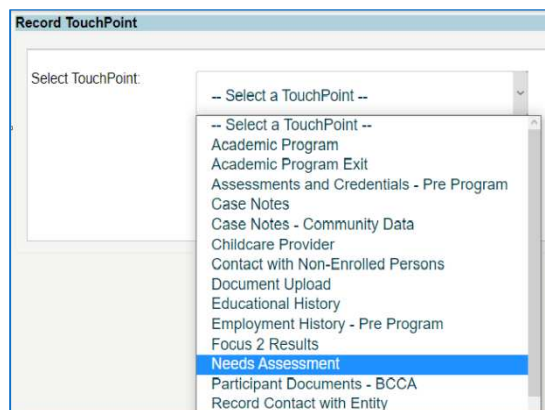 Record TouchPoint
Select TouchPoint:
-- Select a TouchPoint --
-- Select a TouchPoint --
Academic Program
Academic Program Exit
Assessments and Credentials - Pre Program
Case Notes
Case Notes - Community Data
Childcare Provider
Contact with Non-Enrolled Persons
Document Upload
Educational History
Employment History - Pre Program
Focus 2 Results
Needs Assessment
Participant Documents - BCCA
Record Contact with Entity